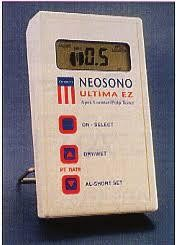 0.5
NEOSONO
ULTIMA EZ
Apex Locator/Pulp Tester
ON - SELECT
DRY/WET
PT RATE
AL-SHORT SET